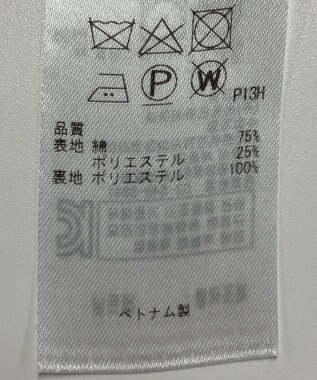 P
W
P13H
品質
表地 綿 75%
ポリエステル 25%
裏地 ポリエステル 100%
ベトナム製